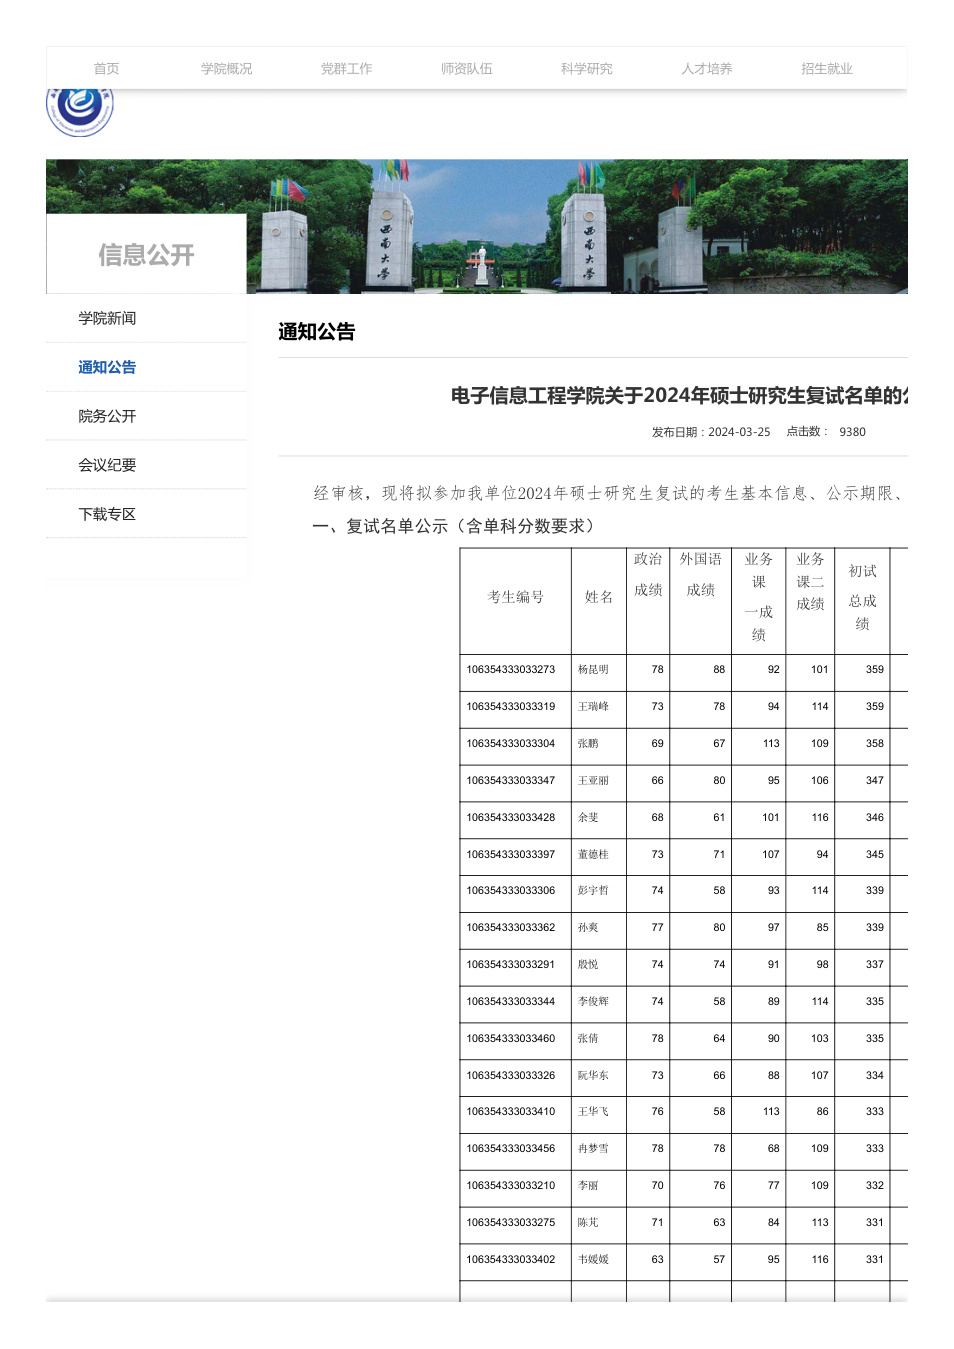 首页 学院概况 党群工作 师资队伍 科学研究 人才培养 招生就业
西南大学 西南大学
信息公开
学院新闻
通知公告
院务公开
会议纪要
下载专区
通知公告
电子信息工程学院关于2024年硕士研究生复试名单的公
发布日期：2024-03-25 点击数： 9380
经审核，现将拟参加我单位2024年硕士研究生复试的考生基本信息、公示期限、
一、复试名单公示（含单科分数要求）
考生编号 姓名 政治成绩 外国语成绩 业务课一成绩 业务课二成绩 初试总成绩
106354333033273 杨昆明 78 88 92 101 359
106354333033319 王瑞峰 73 78 94 114 359
106354333033304 张鹏 69 67 113 109 358
106354333033347 王亚丽 66 80 95 106 347
106354333033428 余斐 68 61 101 116 346
106354333033397 董德桂 73 71 107 94 345
106354333033306 彭宇哲 74 58 93 114 339
106354333033362 孙爽 77 80 97 85 339
106354333033291 殷悦 74 74 91 98 337
106354333033344 李俊辉 74 58 89 114 335
106354333033460 张倩 78 64 90 103 335
106354333033326 阮华东 73 66 88 107 334
106354333033410 王华飞 76 58 113 86 333
106354333033456 冉梦雪 78 78 68 109 333
106354333033210 李丽 70 76 77 109 332
106354333033275 陈芃 71 63 84 113 331
106354333033402 韦媛媛 63 57 95 116 331